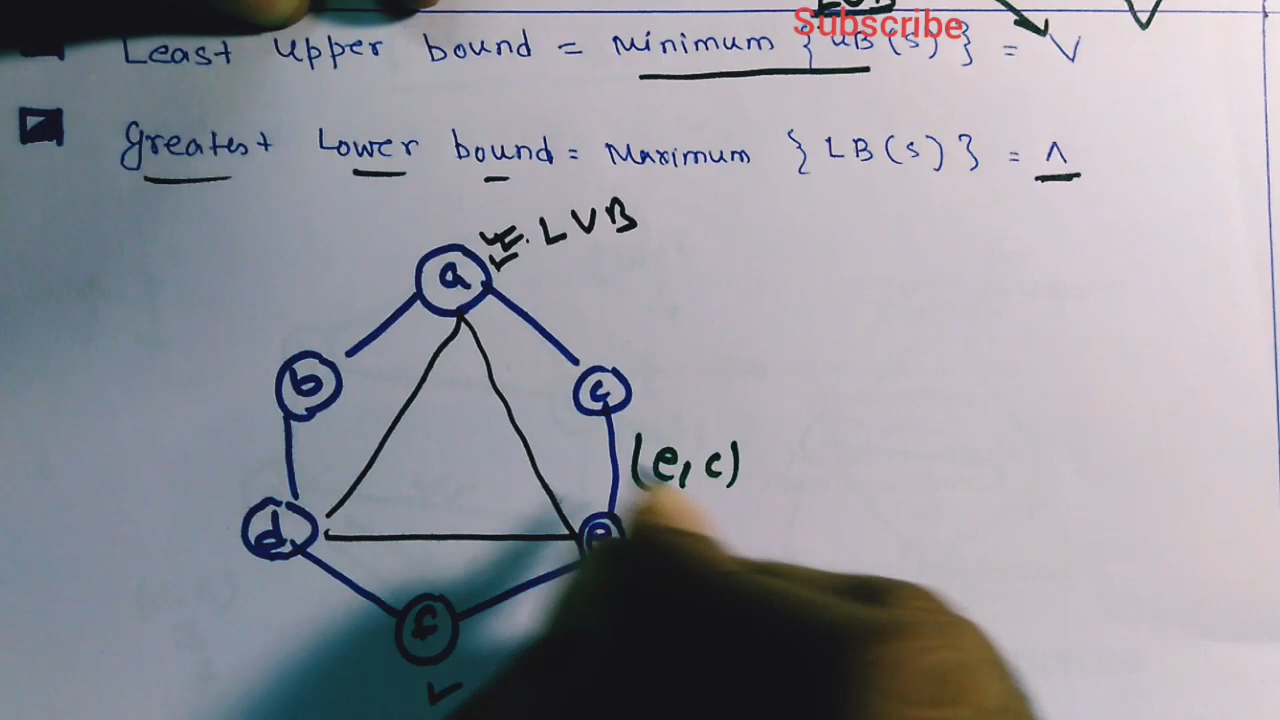 Subscribe
Least upper bound = minimum { UB(s) } = V
Greatest Lower bound = Maximum { LB(s) } = Λ
LUB
a
b
c
(e, c)
d
e
f